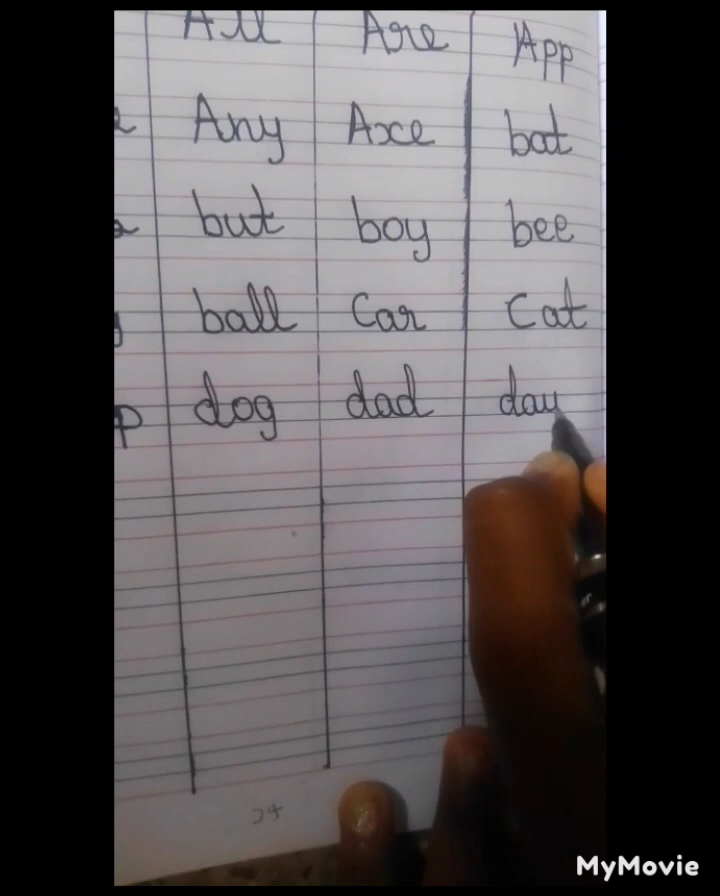 All Are App
Any Axe bat
but boy bee
ball Car Cat
dog dad day
MyMovie